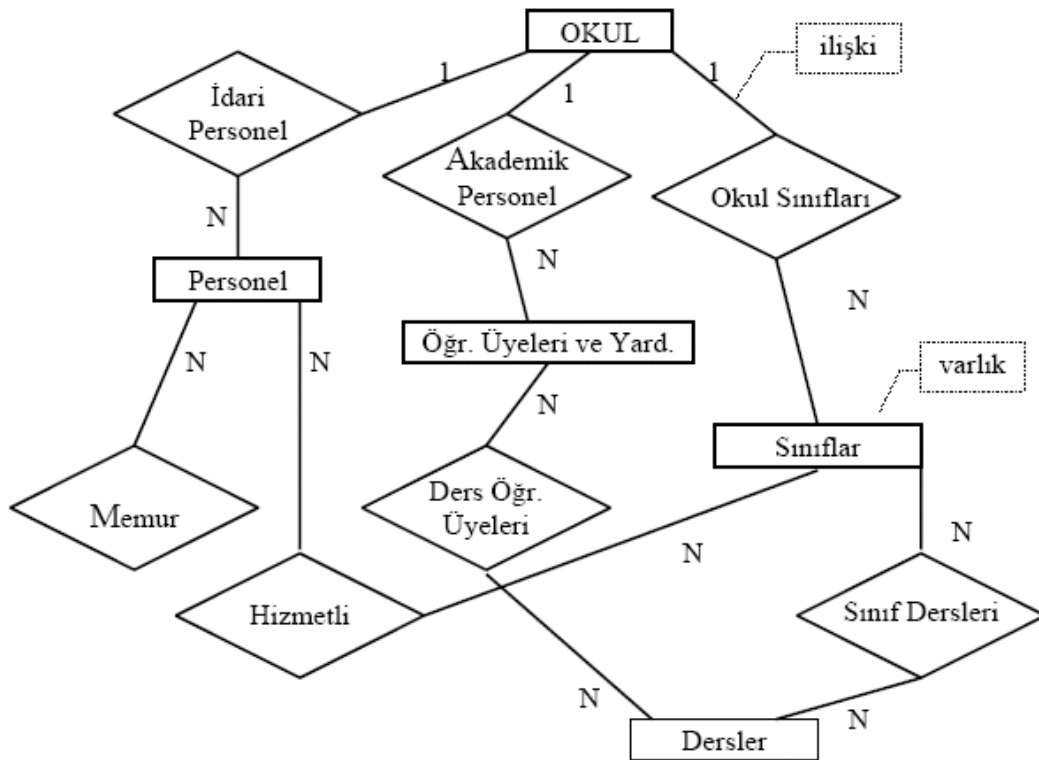 OKUL
ilişki
1
1
1
İdari
Personel
Akademik
Personel
Okul Sınıfları
N
N
N
Personel
Öğr. Üyeleri ve Yard.
N
N
N
varlık
Sınıflar
Memur
Ders Öğr.
Üyeleri
N
N
Hizmetli
Sınıf Dersleri
N
N
Dersler